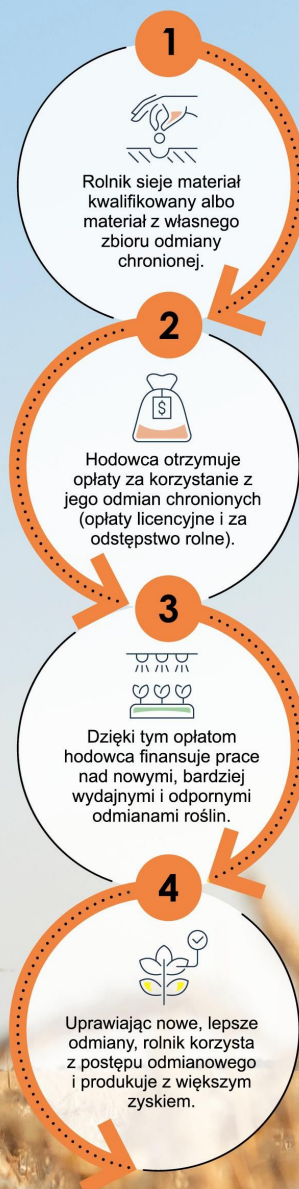 1
Rolnik sieje materiał
kwalifikowany albo
materiał z własnego
zbioru odmiany
chronionej.
2
$
Hodowca otrzymuje
opłaty za korzystanie z
jego odmian chronionych
(opłaty licencyjne i za
odstępstwo rolne).
3
Dzięki tym opłatom
hodowca finansuje prace
nad nowymi, bardziej
wydajnymi i odpornymi
odmianami roślin.
4
Uprawiając nowe, lepsze
odmiany, rolnik korzysta
z postępu odmianowego
i produkuje z większym
zyskiem.